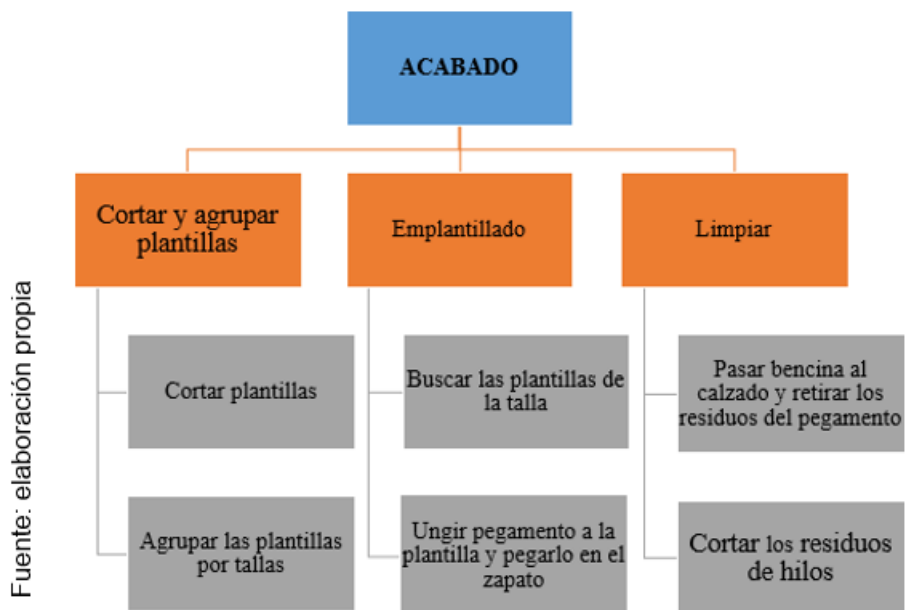 ACABADO
Cortar y agrupar
plantillas
Emplantillado
Limpiar
Cortar plantillas
Buscar las plantillas de
la talla
Pasar bencina al
calzado y retirar los
residuos del pegamento
Agrupar las plantillas
por tallas
Ungir pegamento a la
plantilla y pegarlo en el
zapato
Cortar los residuos
de hilos
Fuente: elaboración propia